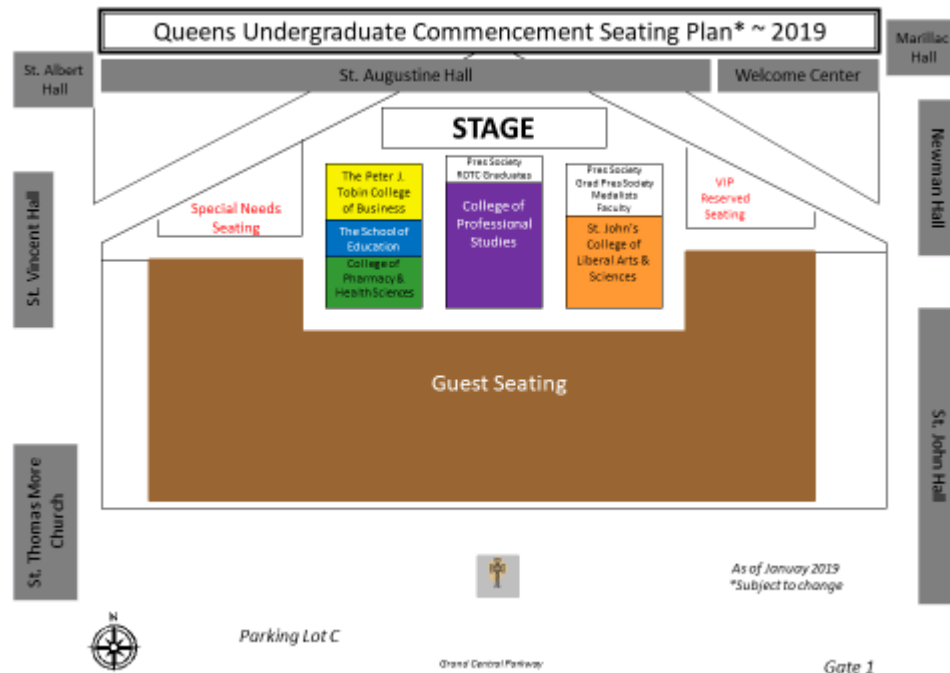 Queens Undergraduate Commencement Seating Plan* ~ 2019
Marillac
Hall
St. Albert
Hall
St. Augustine Hall
Welcome Center
STAGE
Newman Hall
St. Vincent Hall
Special Needs
Seating
The Peter J.
Tobin College
of Business
The School of
Education
College of
Pharmacy &
Health Sciences
Pres Society
ROTC Graduates
College of
Professional
Studies
Pres Society
Grad Pres Society
Medalists
Faculty
St. John's
College of
Liberal Arts &
Sciences
VIP
Reserved
Seating
Guest Seating
St. John Hall
St. Thomas More
Church
As of Januay 2019
*Subject to change
N
Parking Lot C
Grand Central Parkway
Gate 1